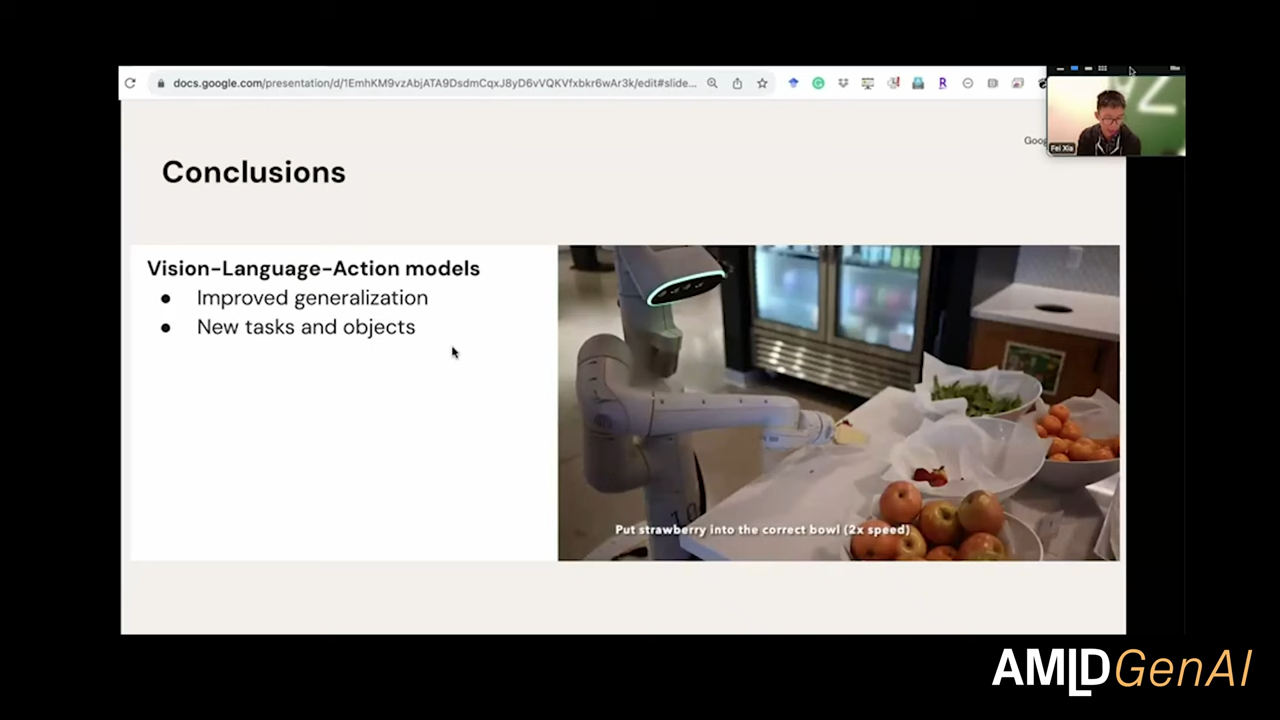 docs.google.com/presentation/d/1EmhKM9vzAbjATA9DsdmCqxJ8yD6vVQKVfxbkr6wAr3k/edit#slide...
Fei Xia
Conclusions
Vision-Language-Action models
● Improved generalization
● New tasks and objects
Put strawberry into the correct bowl (2x speed)
AMLD GenAI